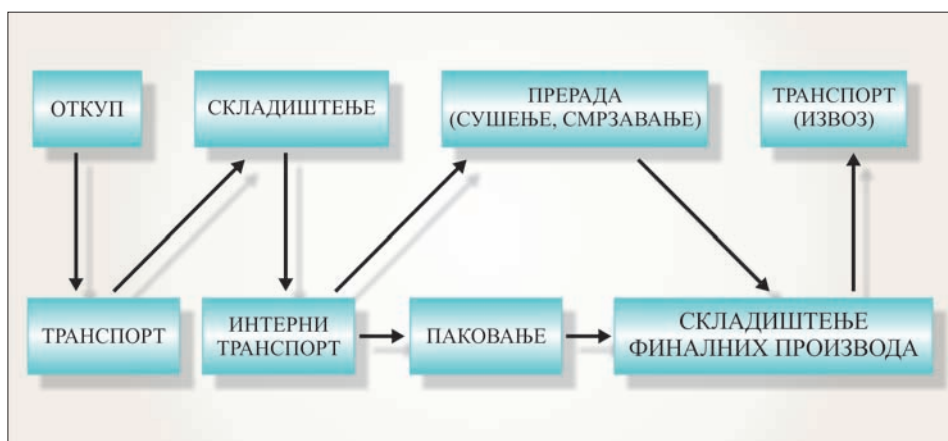 ОТКУП
СКЛАДИШТЕЊЕ
ПРЕРАДА
(СУШЕЊЕ, СМРЗАВАЊЕ)
ТРАНСПОРТ
(ИЗВОЗ)
ТРАНСПОРТ
ИНТЕРНИ
ТРАНСПОРТ
ПАКОВАЊЕ
СКЛАДИШТЕЊЕ
ФИНАЛНИХ ПРОИЗВОДА